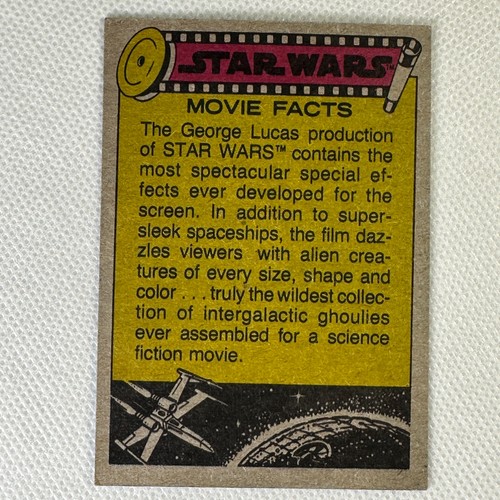 STAR WARS™
MOVIE FACTS
The George Lucas production
of STAR WARS™ contains the
most spectacular special ef-
fects ever developed for the
screen. In addition to super-
sleek spaceships, the film daz-
zles viewers with alien crea-
tures of every size, shape and
color . . . truly the wildest collec-
tion of intergalactic ghoulies
ever assembled for a science
fiction movie.